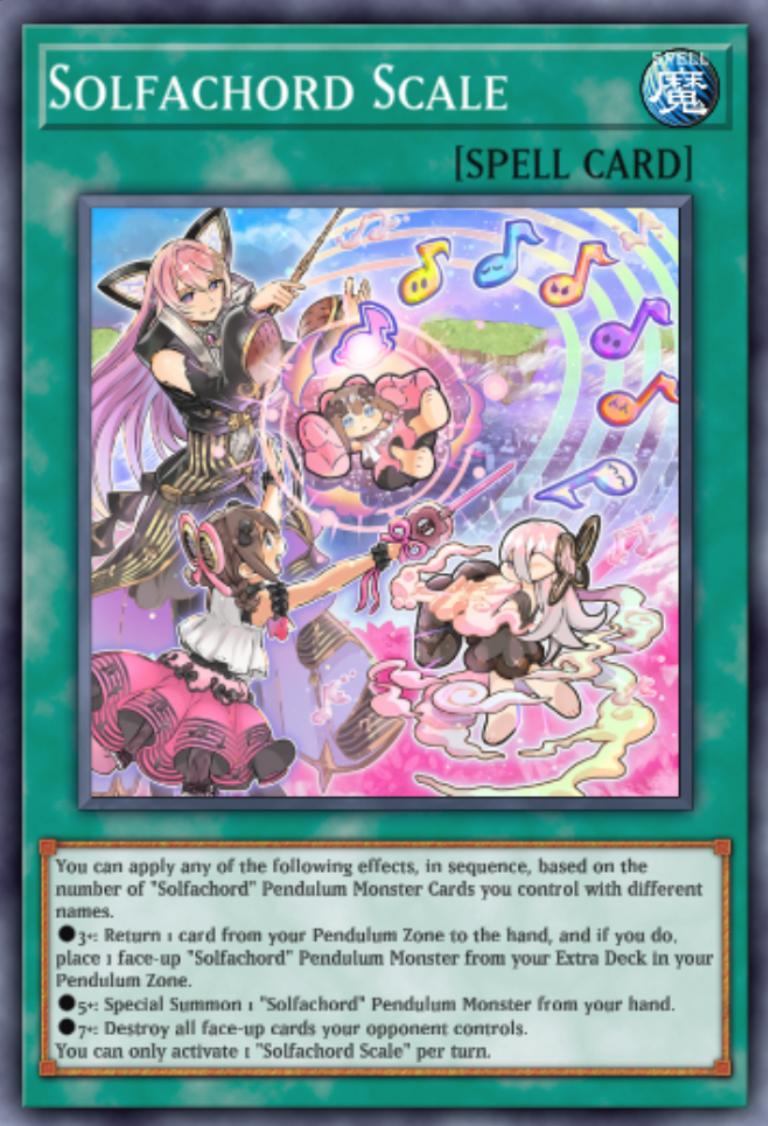 SOLFACHORD SCALE
SPELL
魔
[SPELL CARD]
You can apply any of the following effects, in sequence, based on the
number of "Solfachord" Pendulum Monster Cards you control with different
names.
●3+: Return 1 card from your Pendulum Zone to the hand, and if you do,
place 1 face-up "Solfachord" Pendulum Monster from your Extra Deck in your
Pendulum Zone.
●5+: Special Summon 1 "Solfachord" Pendulum Monster from your hand.
●7+: Destroy all face-up cards your opponent controls.
You can only activate 1 "Solfachord Scale" per turn.